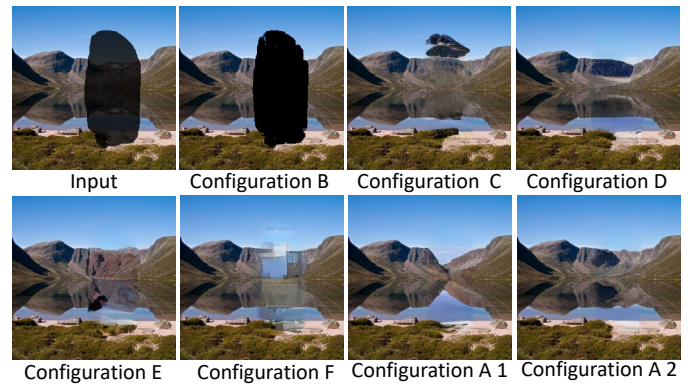 Input
Configuration B
Configuration C
Configuration D
Configuration E
Configuration F
Configuration A 1
Configuration A 2